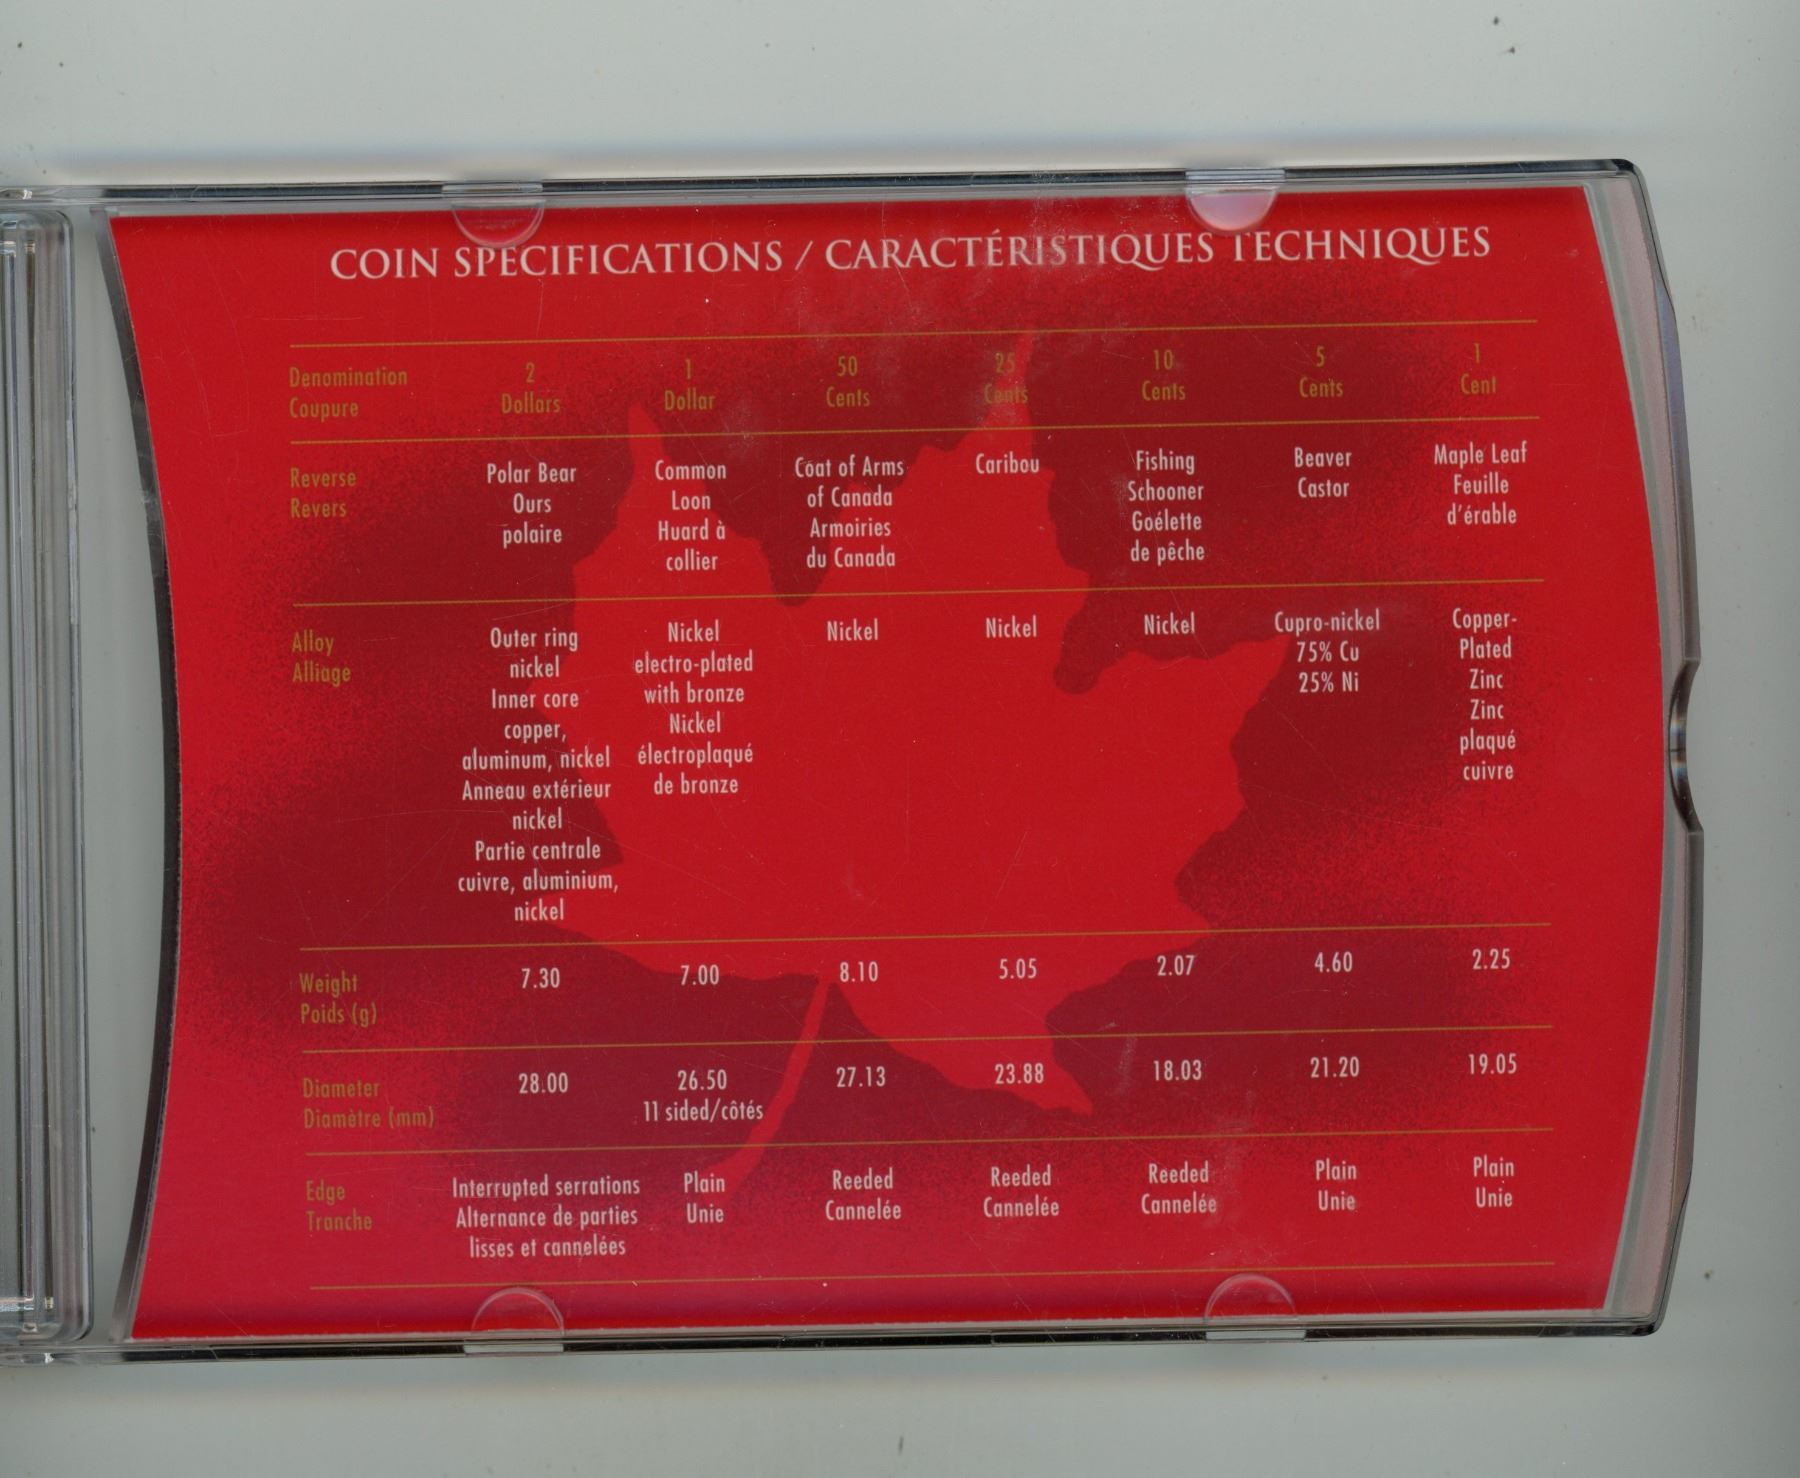 COIN SPECIFICATIONS / CARACTÉRISTIQUES TECHNIQUES
Denomination
Coupure
2
Dollars
1
Dollar
50
Cents
25
Cents
10
Cents
5
Cents
1
Cent
Reverse
Revers
Polar Bear
Ours
polaire
Common
Loon
Huard à
collier
Coat of Arms
of Canada
Armoiries
du Canada
Caribou
Fishing
Schooner
Goélette
de pêche
Beaver
Castor
Maple Leaf
Feuille
d'érable
Alloy
Alliage
Outer ring
nickel
Inner core
copper,
aluminum, nickel
Anneau extérieur
nickel
Partie centrale
cuivre, aluminium,
nickel
Nickel
electro-plated
with bronze
Nickel
électroplaqué
de bronze
Nickel
Nickel
Nickel
Cupro-nickel
75% Cu
25% Ni
Copper-
Plated
Zinc
Zinc
plaqué
cuivre
Weight
Poids (g)
7.30
7.00
8.10
5.05
2.07
4.60
2.25
Diameter
Diamètre (mm)
28.00
26.50
11 sided/côtés
27.13
23.88
18.03
21.20
19.05
Edge
Tranche
Interrupted serrations
Alternance de parties
lisses et cannelées
Plain
Unie
Reeded
Cannelée
Reeded
Cannelée
Reeded
Cannelée
Plain
Unie
Plain
Unie